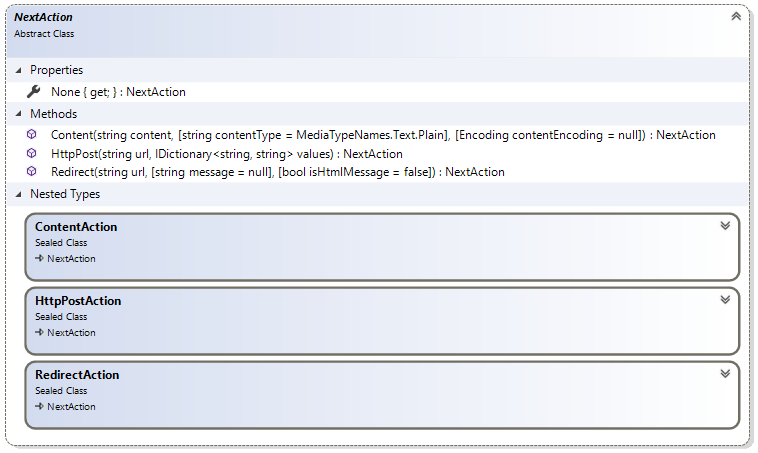 NextAction
Abstract Class
Properties
None { get; } : NextAction
Methods
Content(string content, [string contentType = MediaTypeNames.Text.Plain], [Encoding contentEncoding = null]) : NextAction
HttpPost(string url, IDictionary<string, string> values) : NextAction
Redirect(string url, [string message = null], [bool isHtmlMessage = false]) : NextAction
Nested Types
ContentAction
Sealed Class
NextAction
HttpPostAction
Sealed Class
NextAction
RedirectAction
Sealed Class
NextAction